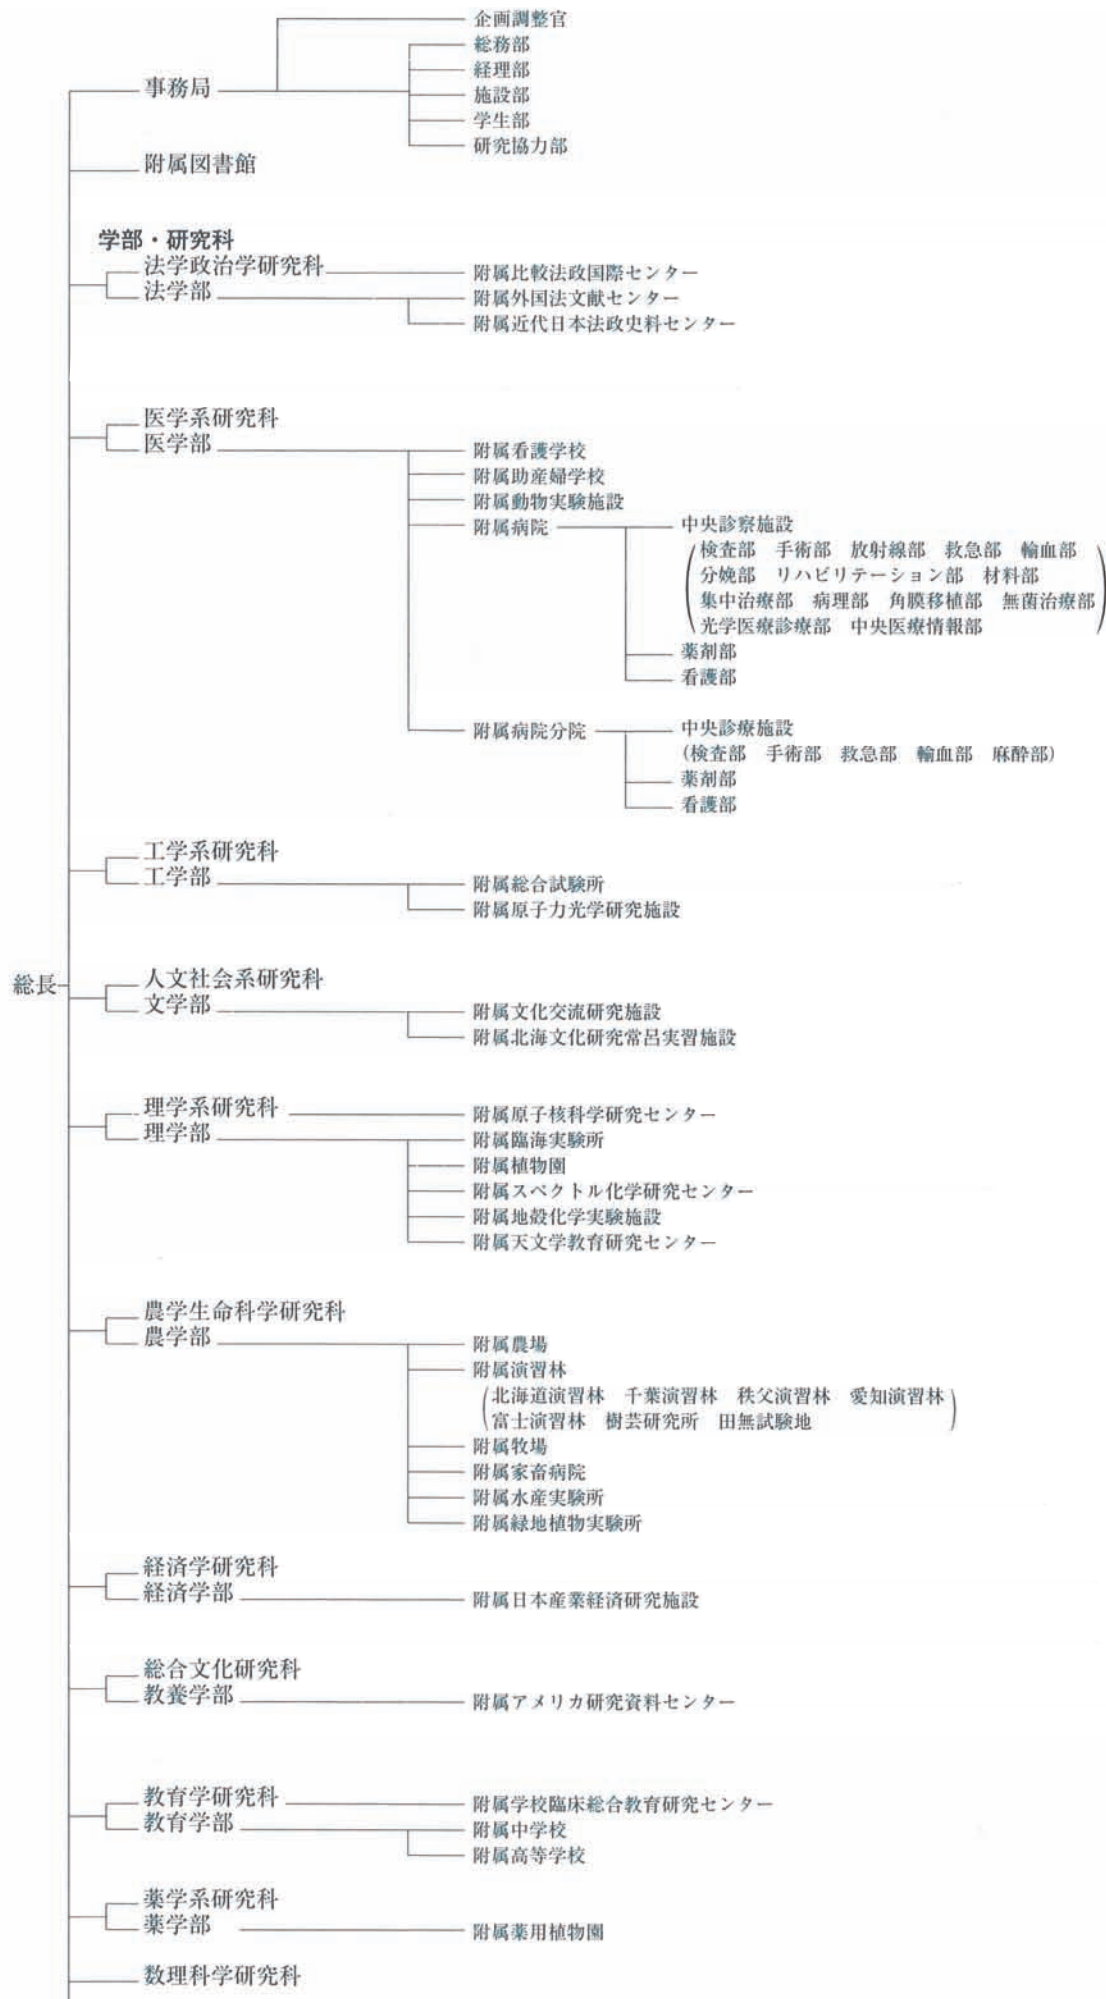 企画調整官
総務部
経理部
事務局
施設部
学生部
研究協力部
附属図書館
学部・研究科
法学政治学研究科
附属比較法政国際センター
法学部
附属外国法文献センター
附属近代日本法政史料センター
医学系研究科
医学部
附属看護学校
附属助産婦学校
附属動物実験施設
附属病院
中央診察施設
検査部 手術部 放射線部 救急部 輸血部
分娩部 リハビリテーション部 材料部
集中治療部 病理部 角膜移植部 無菌治療部
光学医療診療部 中央医療情報部
薬剤部
看護部
附属病院分院
中央診療施設
(検査部 手術部 救急部 輸血部 麻酔部)
薬剤部
看護部
工学系研究科
工学部
附属総合試験所
附属原子力光学研究施設
総長
人文社会系研究科
文学部
附属文化交流研究施設
附属北海文化研究常呂実習施設
理学系研究科
附属原子核科学研究センター
理学部
附属臨海実験所
附属植物園
附属スペクトル化学研究センター
附属地殻化学実験施設
附属天文学教育研究センター
農学生命科学研究科
農学部
附属農場
附属演習林
北海道演習林 千葉演習林 秩父演習林 愛知演習林
富士演習林 樹芸研究所 田無試験地
附属牧場
附属家畜病院
附属水産実験所
附属緑地植物実験所
経済学研究科
経済学部
附属日本産業経済研究施設
総合文化研究科
教養学部
附属アメリカ研究資料センター
教育学研究科
附属学校臨床総合教育研究センター
教育学部
附属中学校
附属高等学校
薬学系研究科
薬学部
附属薬用植物園
数理科学研究科